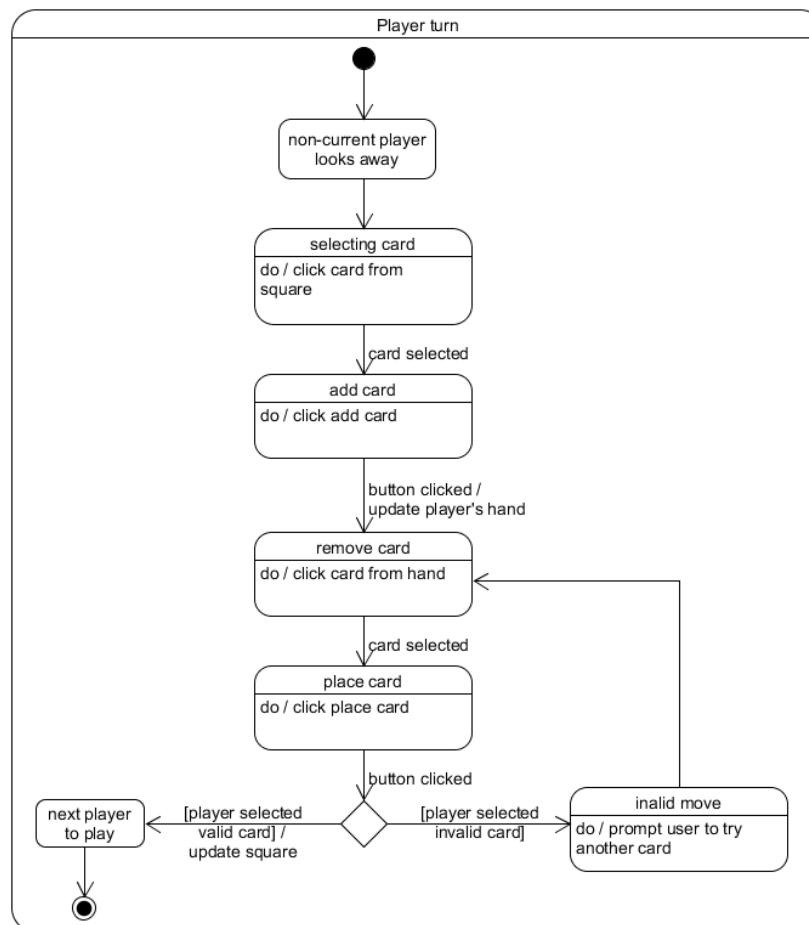 Player turn
non-current player
looks away
selecting card
do / click card from
square
card selected
add card
do / click add card
button clicked /
update player's hand
remove card
do / click card from hand
card selected
place card
do / click place card
button clicked
next player
to play
[player selected
valid card] /
update square
[player selected
invalid card]
inalid move
do / prompt user to try
another card